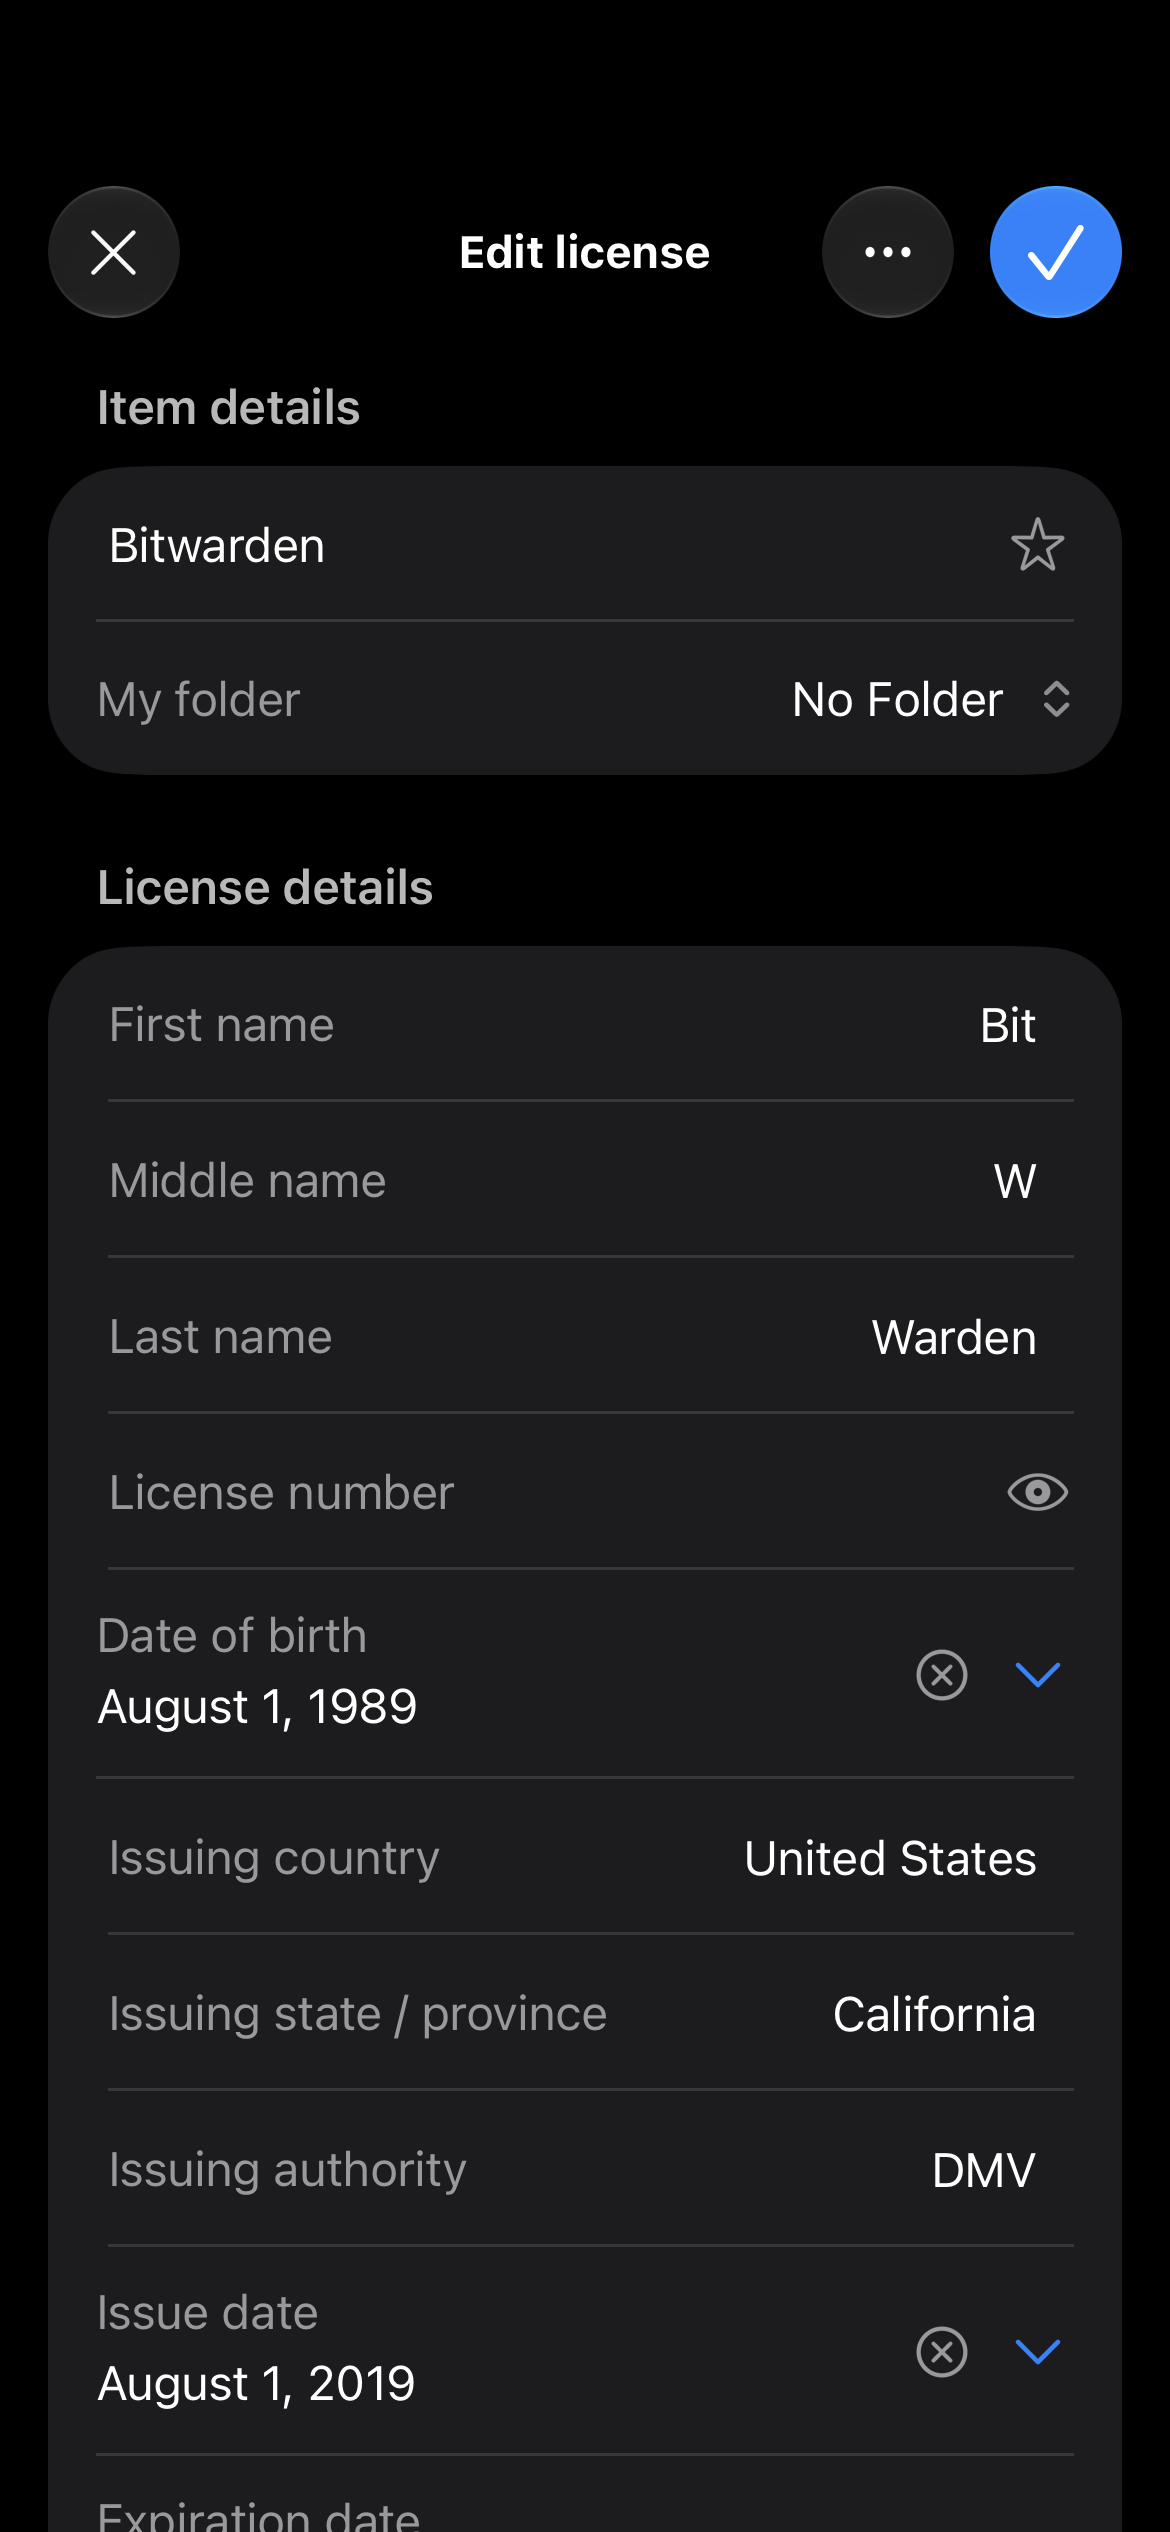 Edit license
Item details
Bitwarden
My folder No Folder
License details
First name Bit
Middle name W
Last name Warden
License number
Date of birth
August 1, 1989
Issuing country United States
Issuing state / province California
Issuing authority DMV
Issue date
August 1, 2019
Expiration date